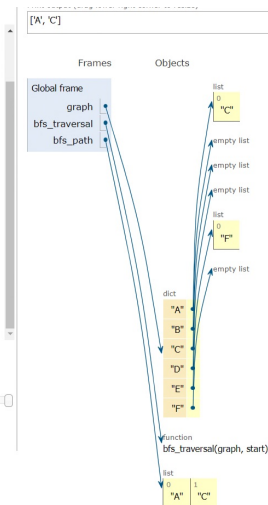 ['A', 'C']
Frames
Objects
Global frame
graph
bfs_traversal
bfs_path
list
0
"C"
empty list
empty list
empty list
list
0
"F"
empty list
dict
"A"
"B"
"C"
"D"
"E"
"F"
function
bfs_traversal(graph, start)
list
0 1
"A" "C"